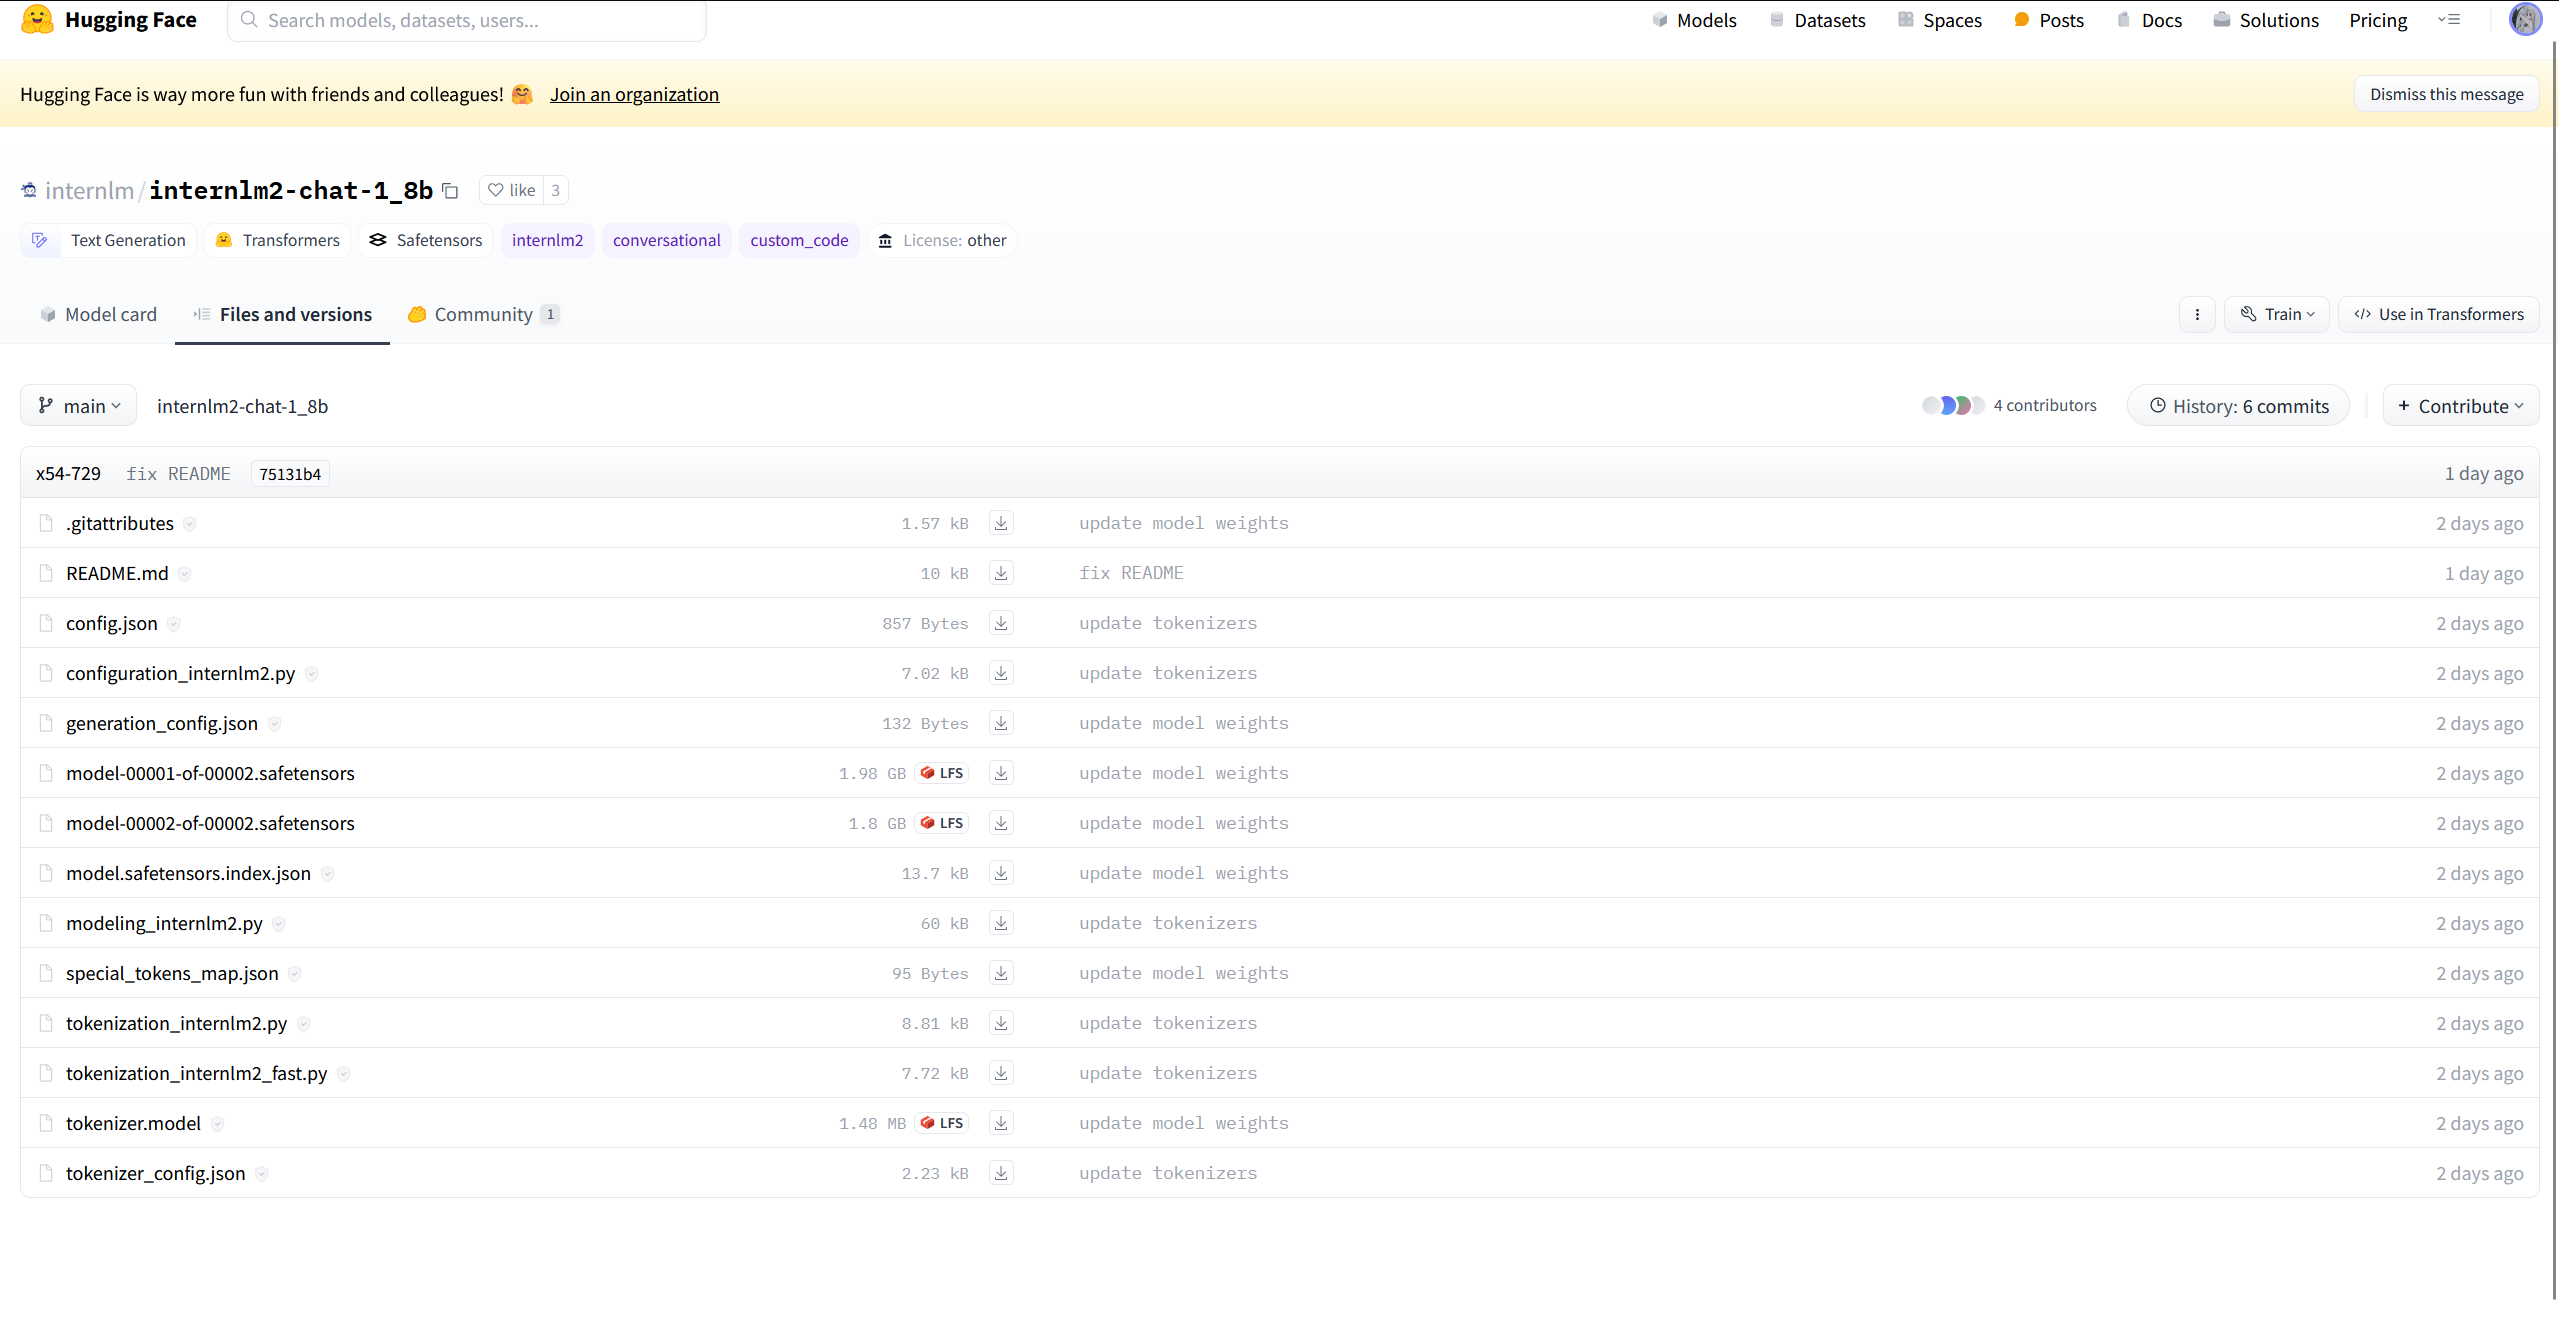 Hugging Face Search models, datasets, users... Models Datasets Spaces Posts Docs Solutions Pricing
Hugging Face is way more fun with friends and colleagues! 🤗 Join an organization Dismiss this message
internlm/internlm2-chat-1_8b like 3
Text Generation Transformers Safetensors internlm2 conversational custom_code License: other
Model card Files and versions Community 1 Train Use in Transformers
main internlm2-chat-1_8b 4 contributors History: 6 commits + Contribute
x54-729 fix README 75131b4 1 day ago
.gitattributes 1.57 kB update model weights 2 days ago
README.md 10 kB fix README 1 day ago
config.json 857 Bytes update tokenizers 2 days ago
configuration_internlm2.py 7.02 kB update tokenizers 2 days ago
generation_config.json 132 Bytes update model weights 2 days ago
model-00001-of-00002.safetensors 1.98 GB LFS update model weights 2 days ago
model-00002-of-00002.safetensors 1.8 GB LFS update model weights 2 days ago
model.safetensors.index.json 13.7 kB update model weights 2 days ago
modeling_internlm2.py 60 kB update tokenizers 2 days ago
special_tokens_map.json 95 Bytes update model weights 2 days ago
tokenization_internlm2.py 8.81 kB update tokenizers 2 days ago
tokenization_internlm2_fast.py 7.72 kB update tokenizers 2 days ago
tokenizer.model 1.48 MB LFS update model weights 2 days ago
tokenizer_config.json 2.23 kB update tokenizers 2 days ago